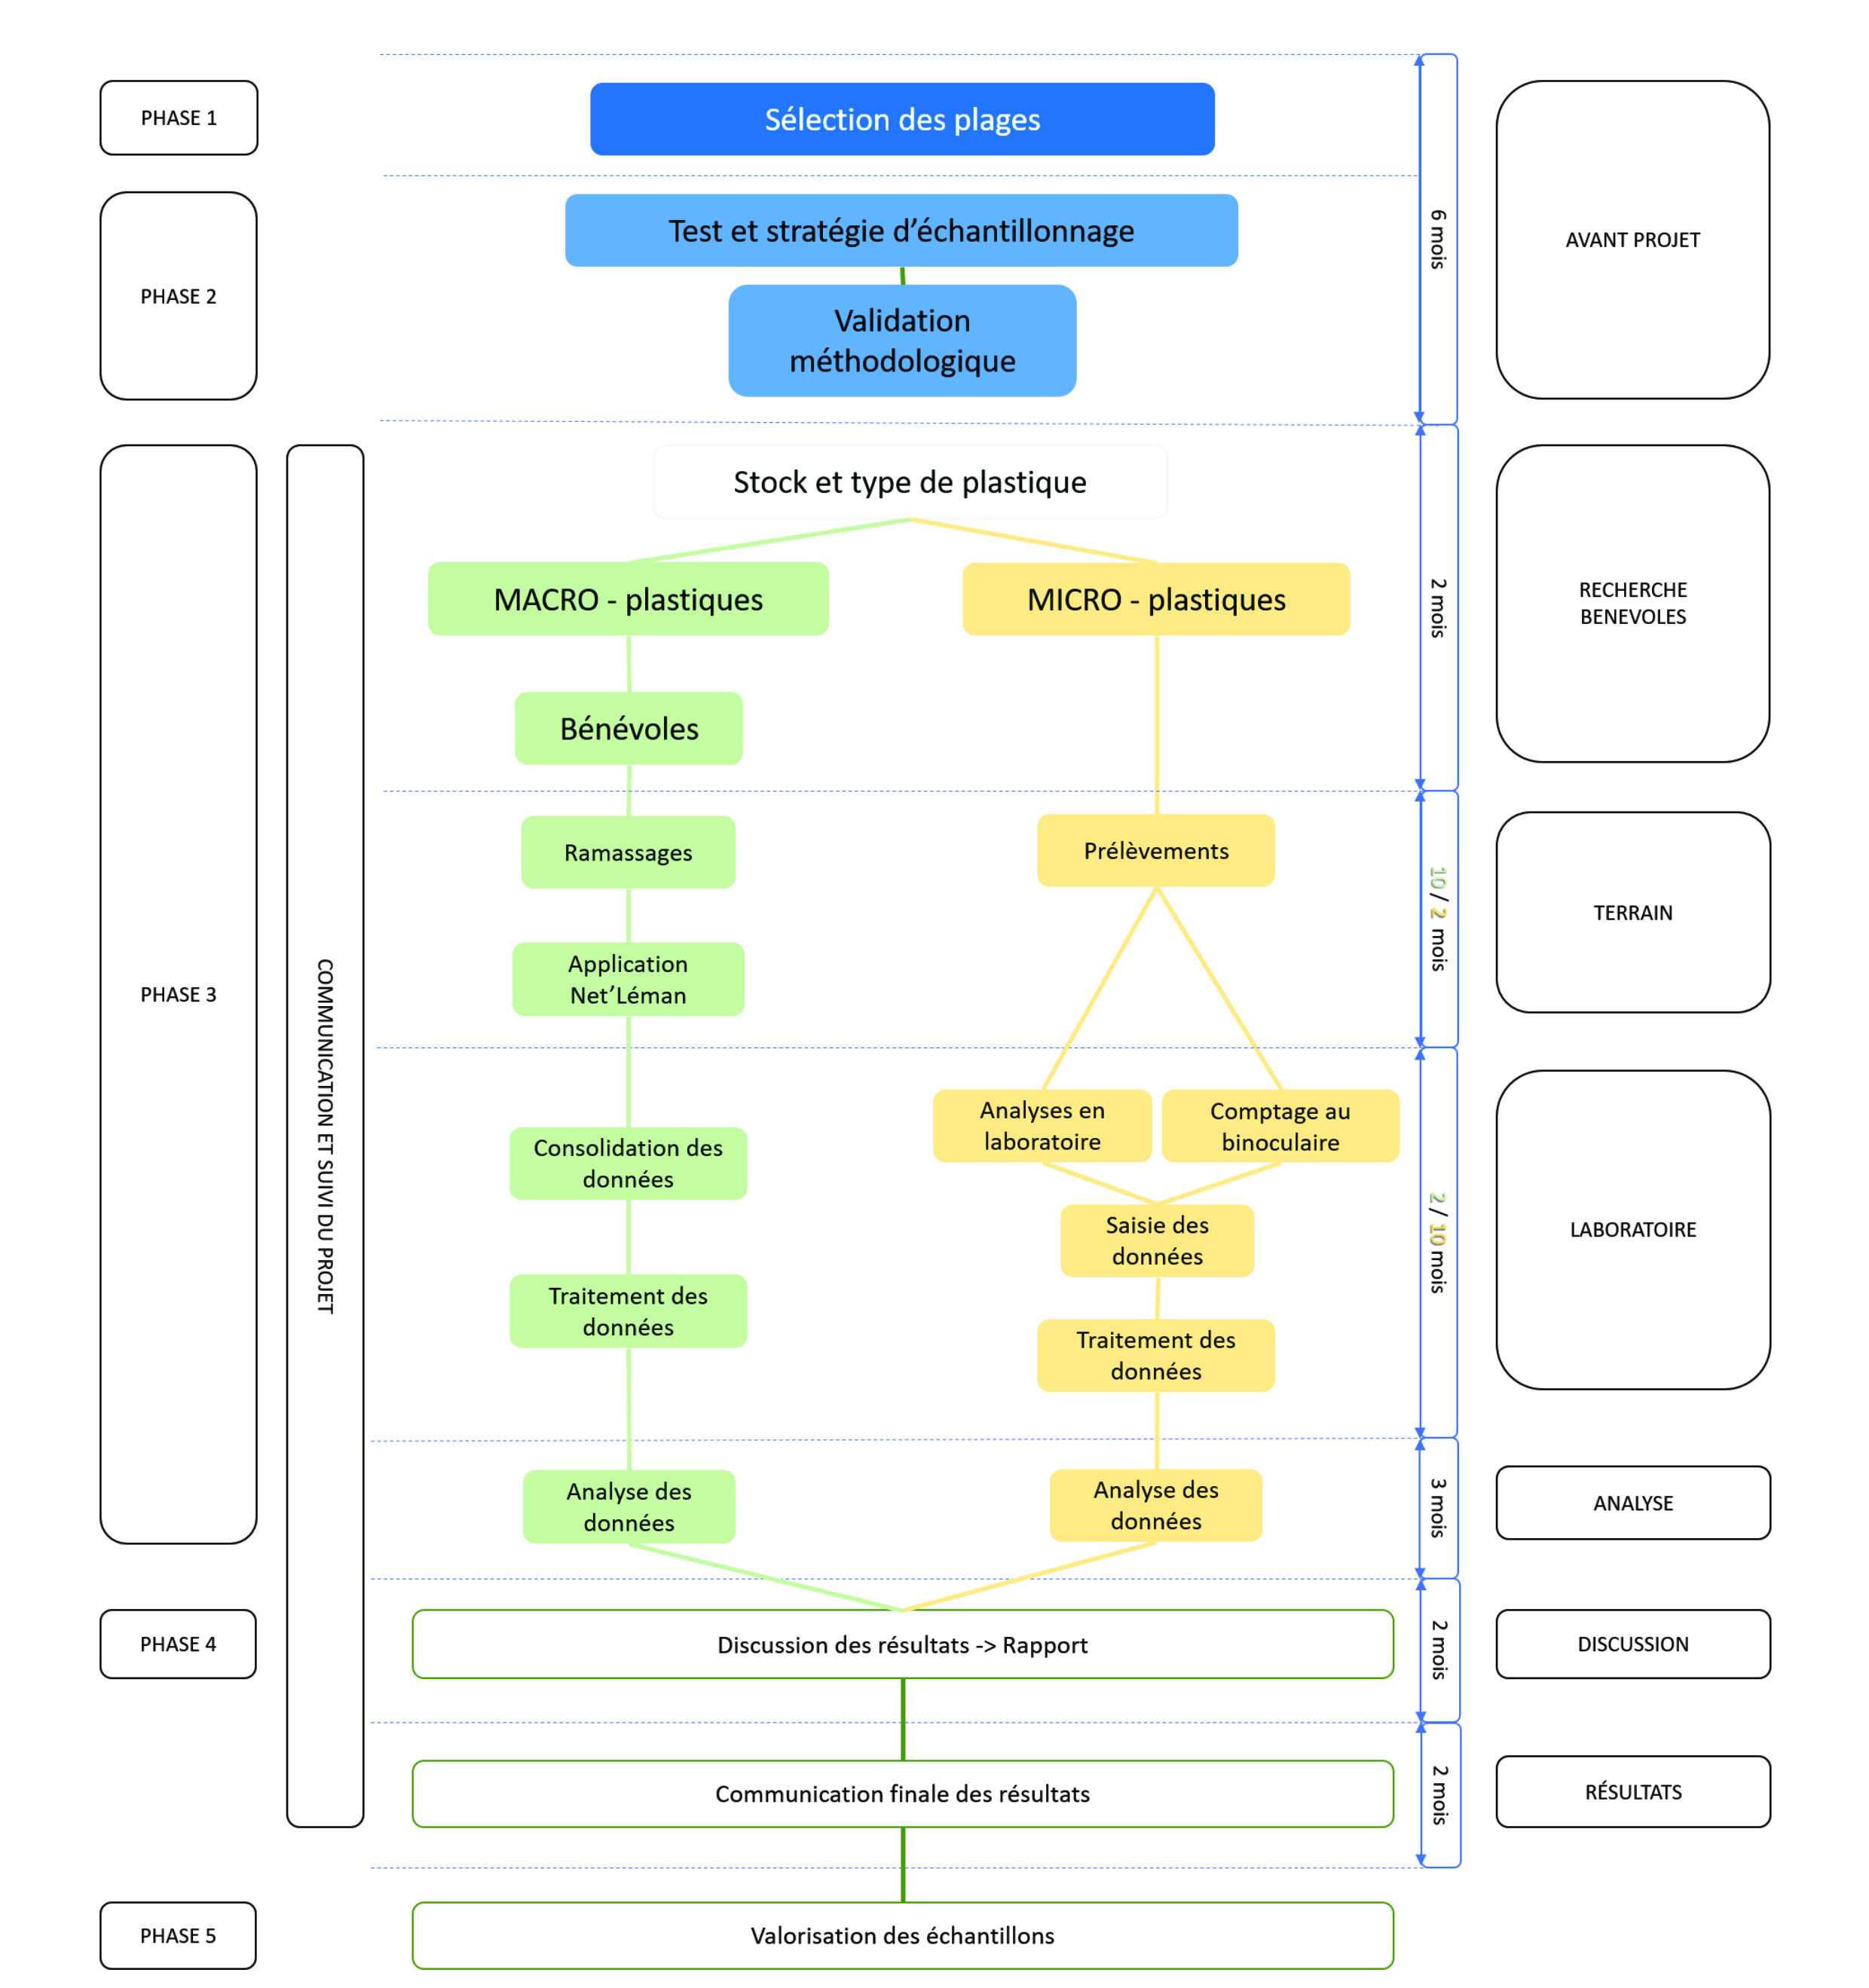 PHASE 1
Sélection des plages
6 mois
AVANT PROJET
PHASE 2
Test et stratégie d’échantillonnage
Validation
méthodologique
PHASE 3
COMMUNICATION ET SUIVI DU PROJET
Stock et type de plastique
MACRO - plastiques
MICRO - plastiques
2 mois
RECHERCHE
BENEVOLES
Bénévoles
Ramassages
Prélèvements
10 / 2 mois
TERRAIN
Application
Net’Léman
Analyses en
laboratoire
Comptage au
binoculaire
Consolidation des
données
2 / 10 mois
LABORATOIRE
Saisie des
données
Traitement des
données
Traitement des
données
Analyse des
données
Analyse des
données
3 mois
ANALYSE
PHASE 4
Discussion des résultats -> Rapport
2 mois
DISCUSSION
Communication finale des résultats
2 mois
RÉSULTATS
PHASE 5
Valorisation des échantillons